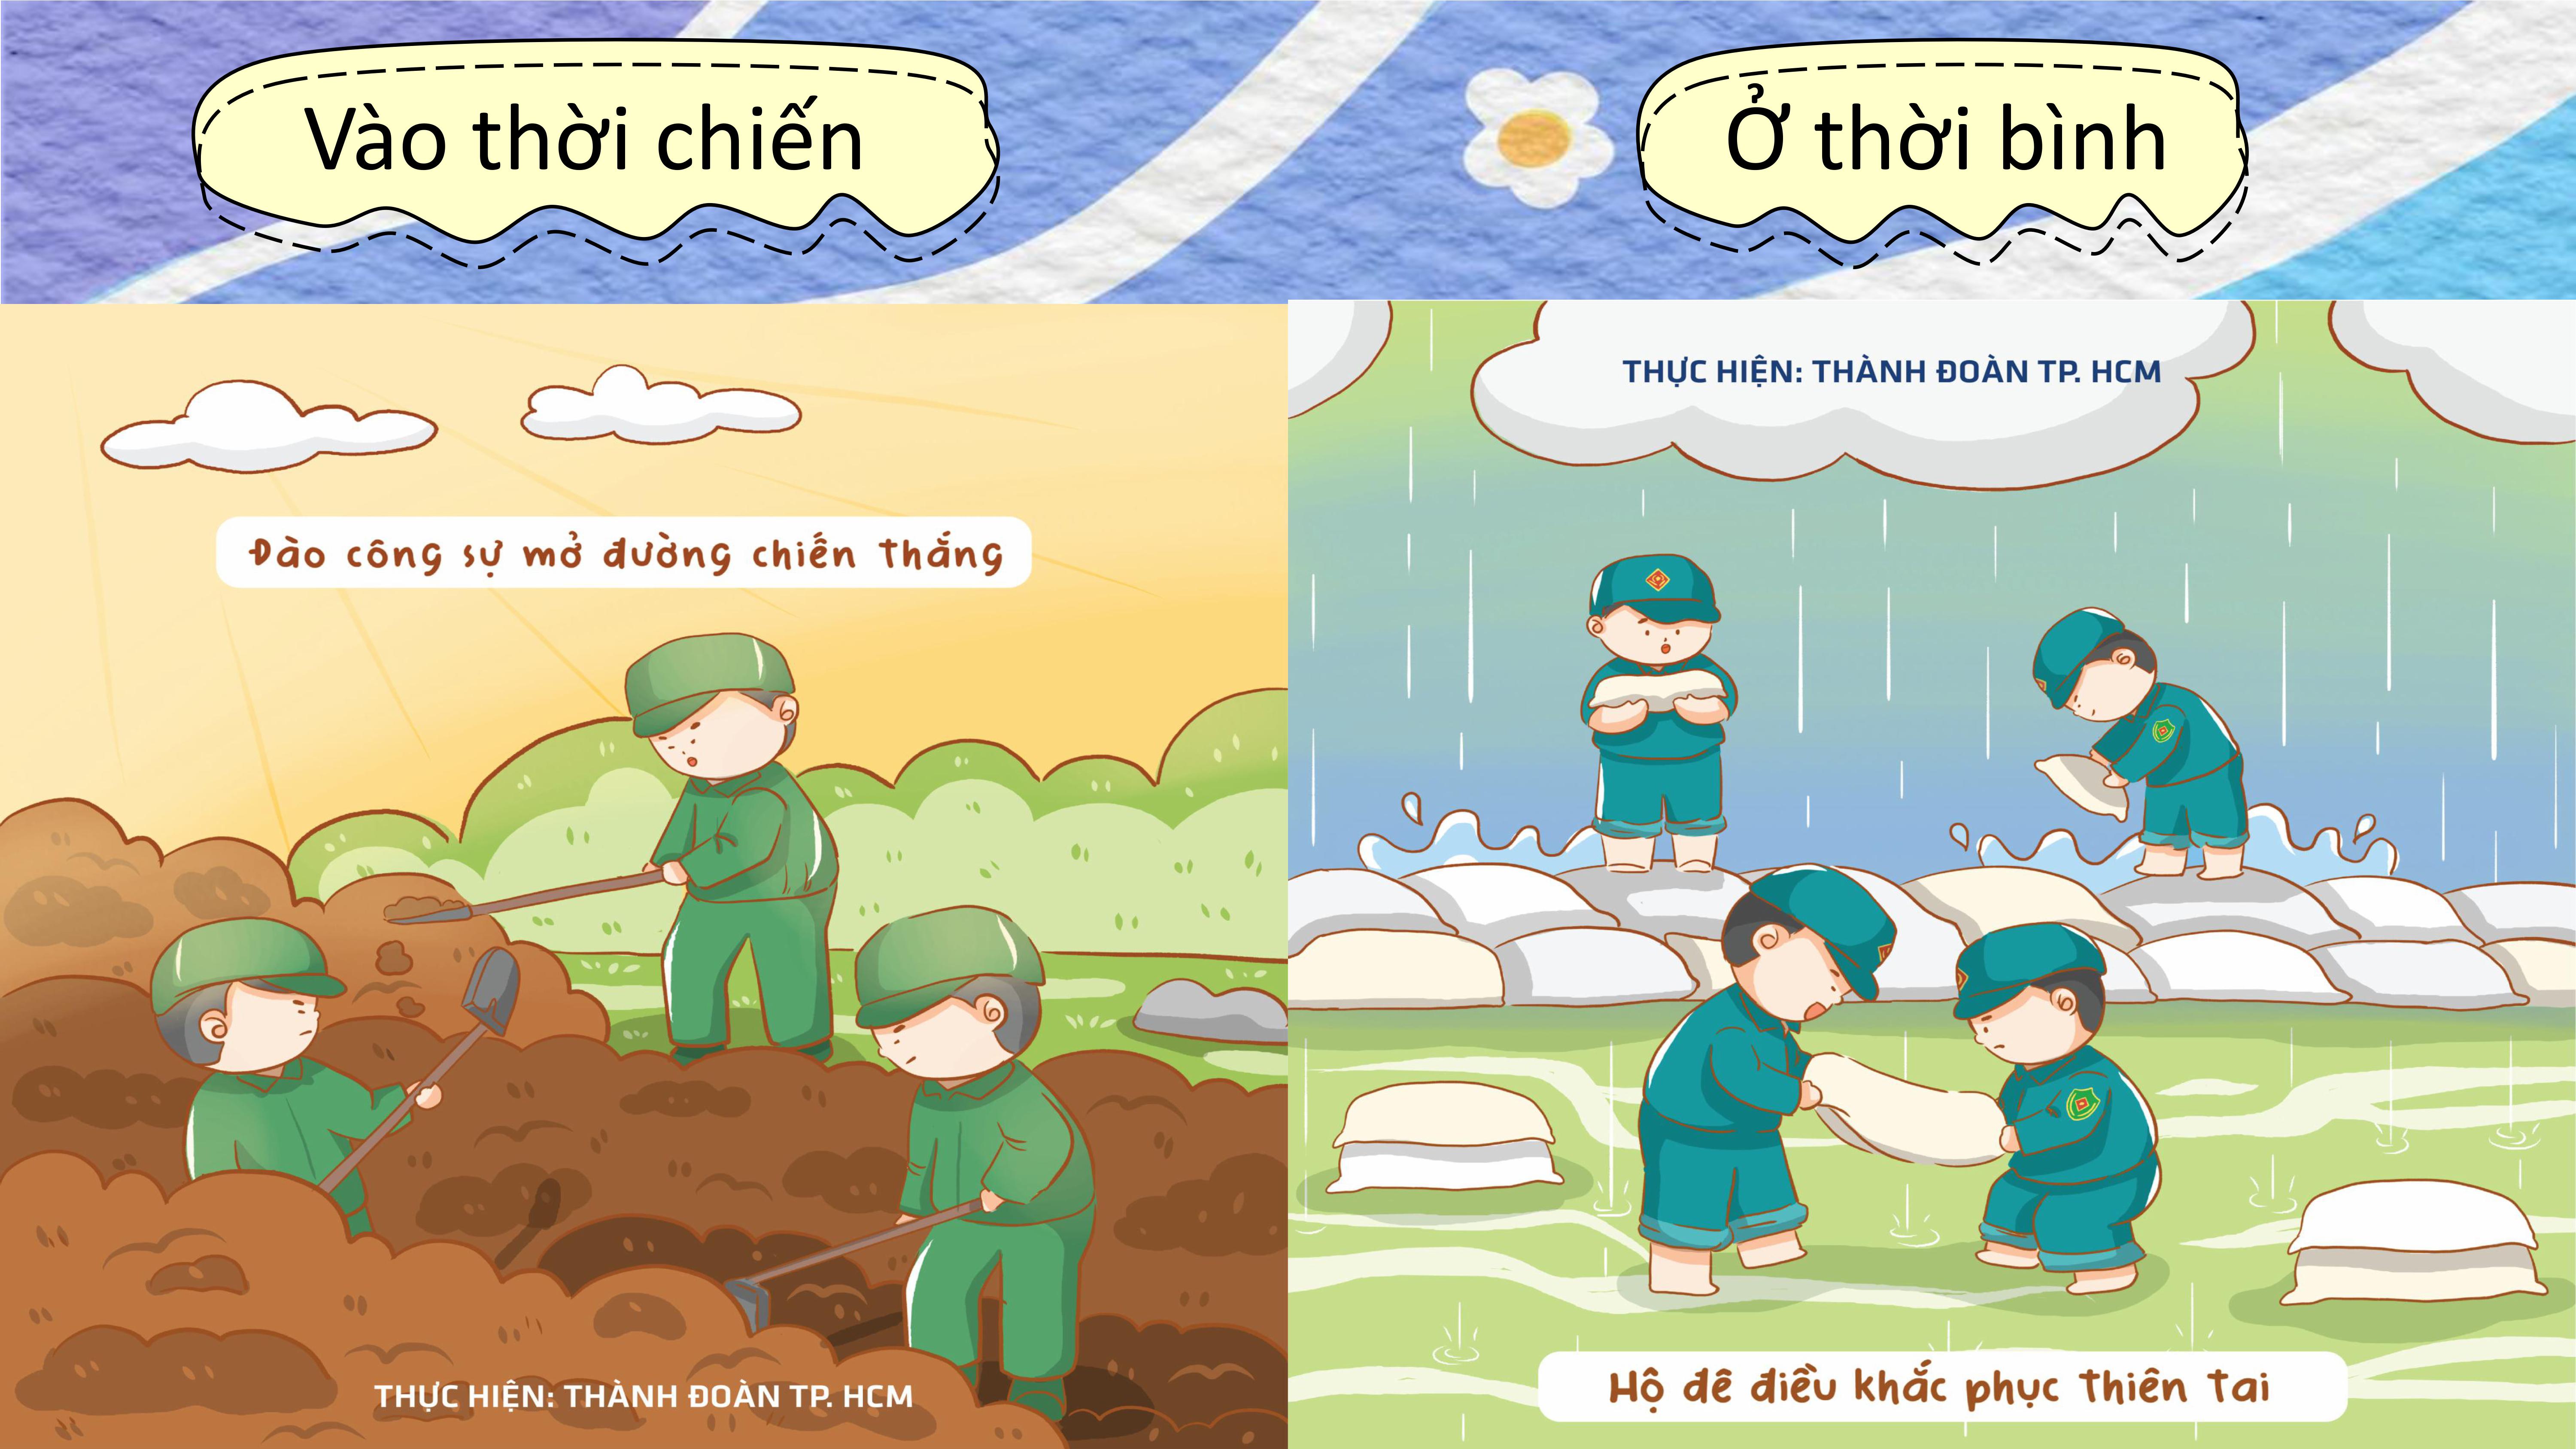 Vào thời chiến
Ở thời bình
Đào công sự mở đường chiến thắng
THỰC HIỆN: THÀNH ĐOÀN TP. HCM
THỰC HIỆN: THÀNH ĐOÀN TP. HCM
Hộ đê điều khắc phục thiên tai